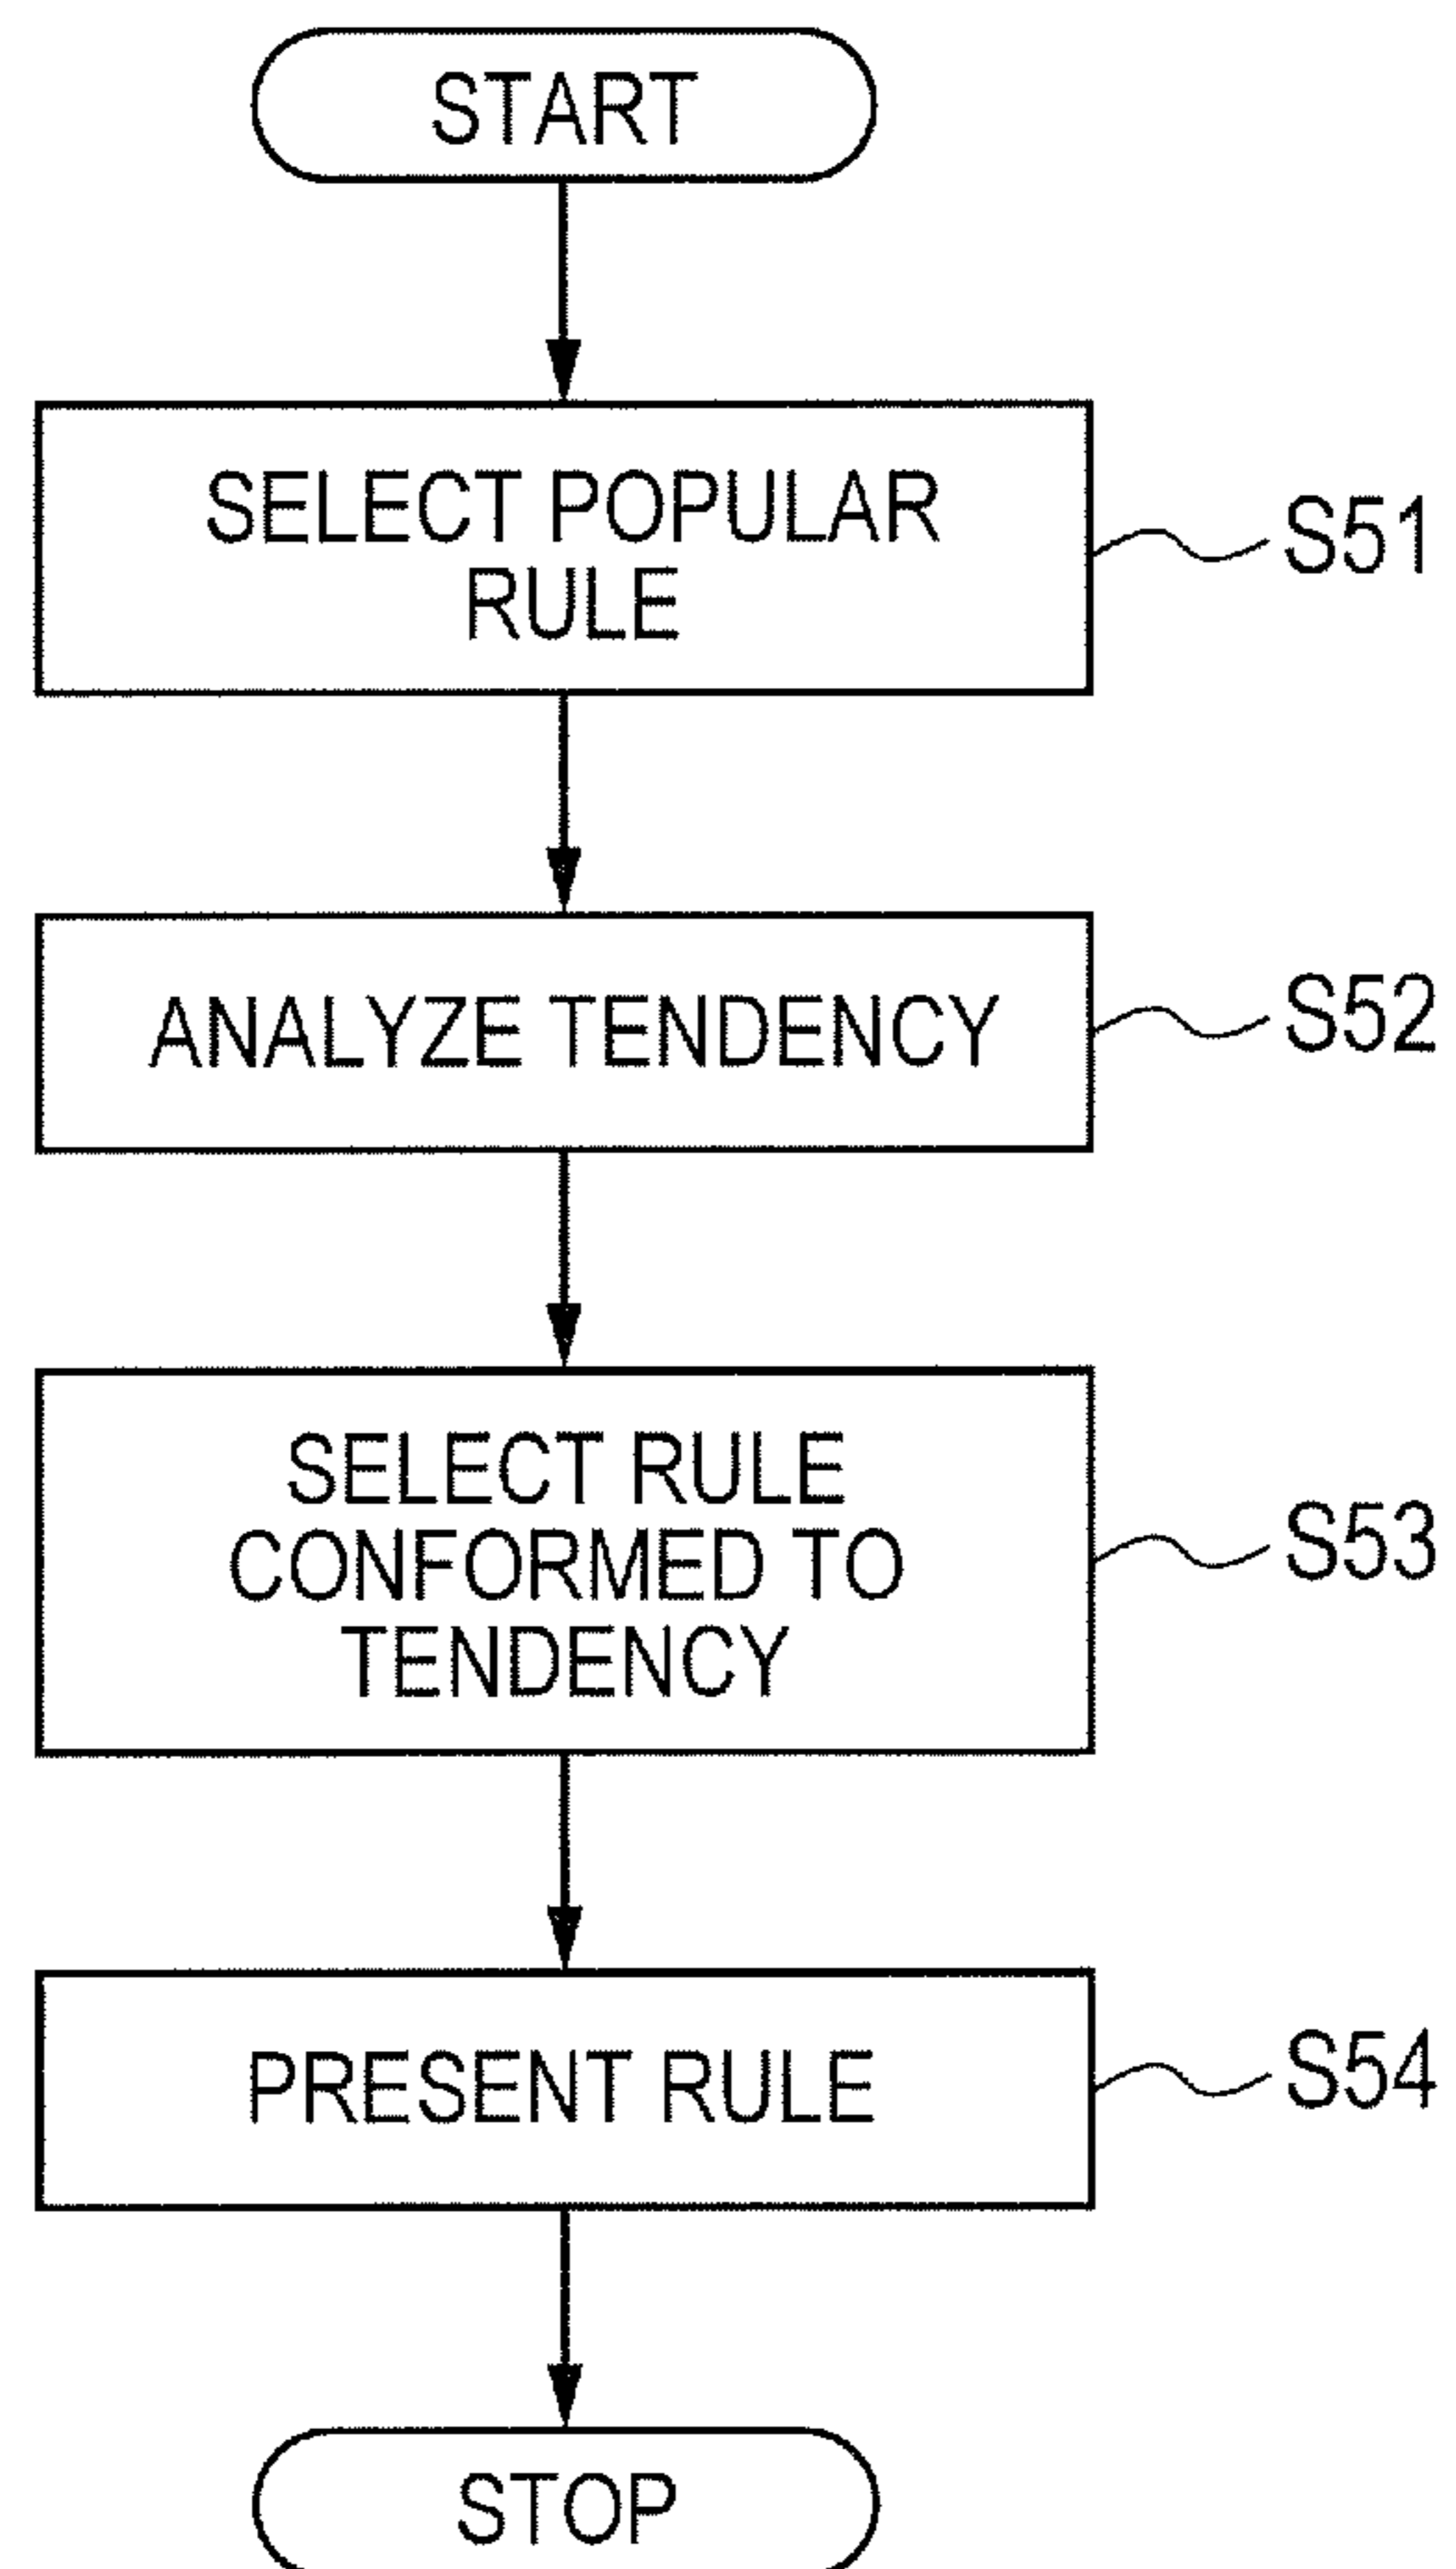 START
SELECT POPULAR
RULE
S51
ANALYZE TENDENCY
S52
SELECT RULE
CONFORMED TO
TENDENCY
S53
PRESENT RULE
S54
STOP